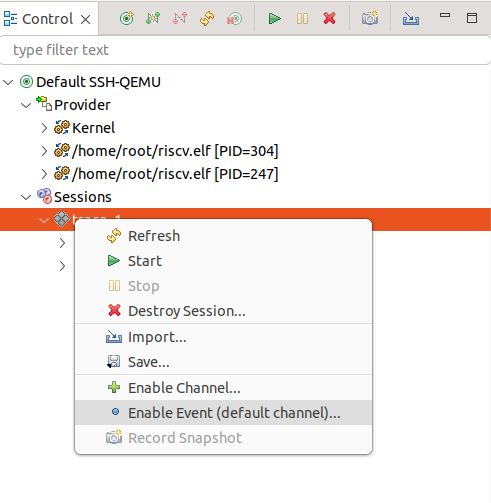 Control
type filter text
Default SSH-QEMU
Provider
Kernel
/home/root/riscv.elf [PID=304]
/home/root/riscv.elf [PID=247]
Sessions
Refresh
Start
Stop
Destroy Session...
Import...
Save...
Enable Channel...
Enable Event (default channel)...
Record Snapshot